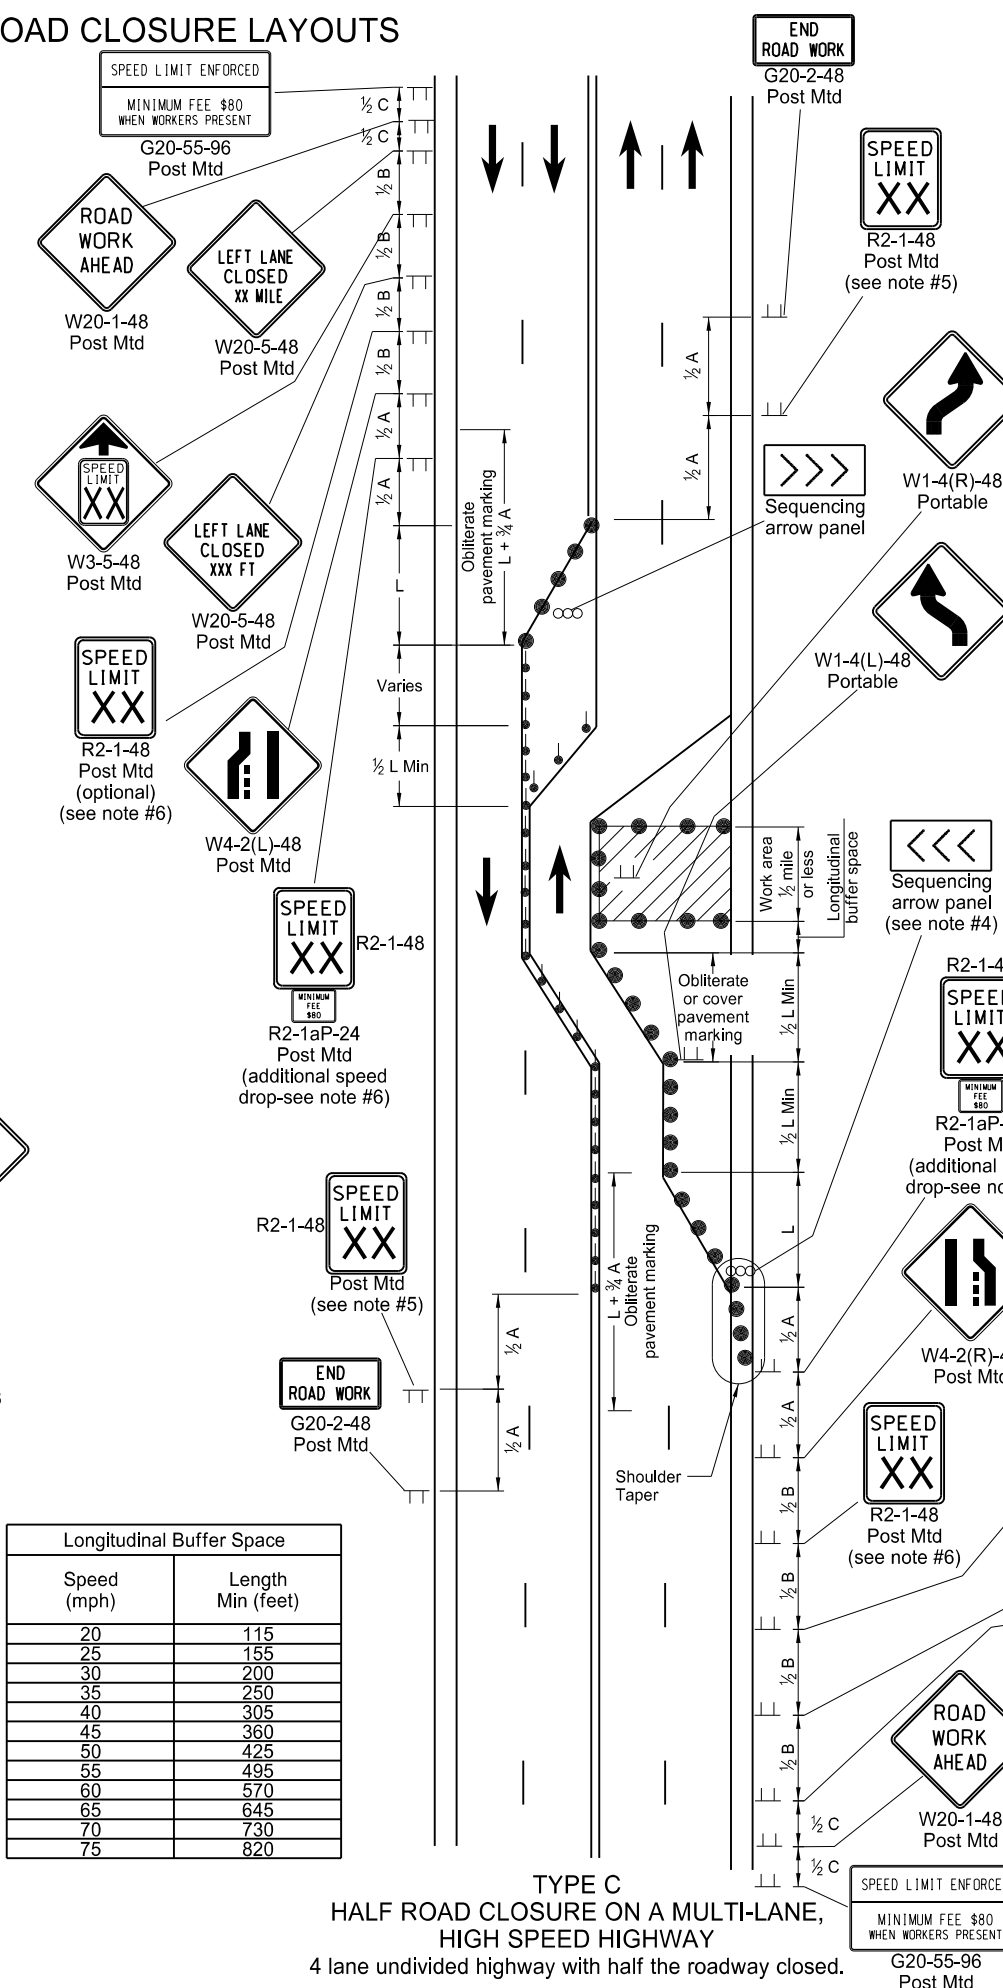 OAD CLOSURE LAYOUTS
SPEED LIMIT ENFORCED
MINIMUM FEE $80
WHEN WORKERS PRESENT
G20-55-96
Post Mtd
ROAD
WORK
AHEAD
W20-1-48
Post Mtd
LEFT LANE
CLOSED
XX MILE
W20-5-48
Post Mtd
SPEED
LIMIT
XX
W3-5-48
Post Mtd
LEFT LANE
CLOSED
XXX FT
W20-5-48
Post Mtd
SPEED
LIMIT
XX
R2-1-48
Post Mtd
(optional)
(see note #6)
W4-2(L)-48
Post Mtd
SPEED
LIMIT
XX
R2-1-48
MINIMUM
FEE
$80
R2-1aP-24
Post Mtd
(additional speed
drop-see note #6)
R2-1-48
SPEED
LIMIT
XX
Post Mtd
(see note #5)
END
ROAD WORK
G20-2-48
Post Mtd
½ C
½ C
½ B
½ B
½ B
½ B
½ A
½ A
L
Varies
½ L Min
Obliterate
pavement marking
L + ¾ A
½ A
½ A
END
ROAD WORK
G20-2-48
Post Mtd
SPEED
LIMIT
XX
R2-1-48
Post Mtd
(see note #5)
½ A
½ A
W1-4(R)-48
Portable
Sequencing
arrow panel
W1-4(L)-48
Portable
Work area
½ mile
or less
Longitudinal
buffer space
Sequencing
arrow panel
(see note #4)
Obliterate
or cover
pavement
marking
½ L Min
½ L Min
L
L + ¾ A
Obliterate
pavement marking
R2-1-4
SPEE
LIMIT
XX
MINIMUM
FEE
$80
R2-1aP-
Post M
(additional
drop-see no
W4-2(R)-4
Post Mtd
Shoulder
Taper
SPEED
LIMIT
XX
R2-1-48
Post Mtd
(see note #6)
½ A
½ A
½ B
½ B
½ B
½ B
½ C
½ C
ROAD
WORK
AHEAD
W20-1-48
Post Mtd
SPEED LIMIT ENFORCE
MINIMUM FEE $80
WHEN WORKERS PRESENT
G20-55-96
Post Mtd
Longitudinal Buffer Space
Speed (mph) Length Min (feet)
20 115
25 155
30 200
35 250
40 305
45 360
50 425
55 495
60 570
65 645
70 730
75 820
TYPE C
HALF ROAD CLOSURE ON A MULTI-LANE,
HIGH SPEED HIGHWAY
4 lane undivided highway with half the roadway closed.